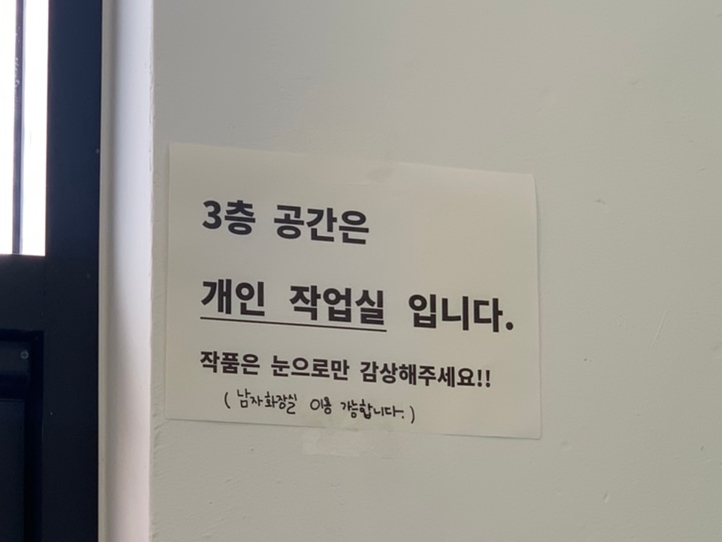 3층 공간은
개인 작업실 입니다.
작품은 눈으로만 감상해주세요!!
( 남자화장실 이용 가능합니다. )